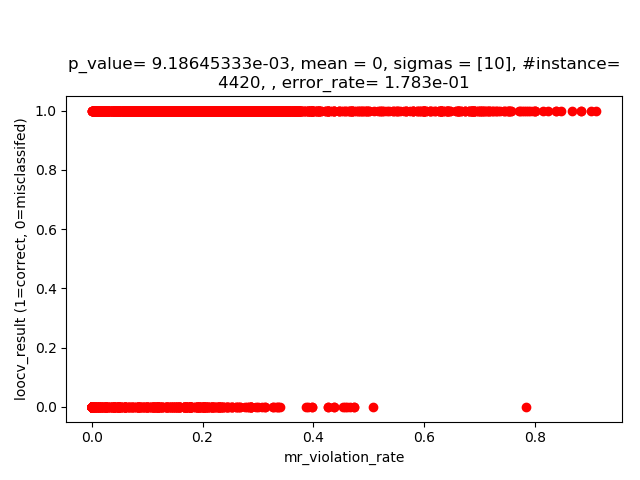 p_value= 9.18645333e-03, mean = 0, sigmas = [10], #instance=
4420, , error_rate= 1.783e-01
1.0
0.8
0.6
0.4
0.2
0.0
loocv_result (1=correct, 0=misclassifed)
0.0 0.2 0.4 0.6 0.8
mr_violation_rate